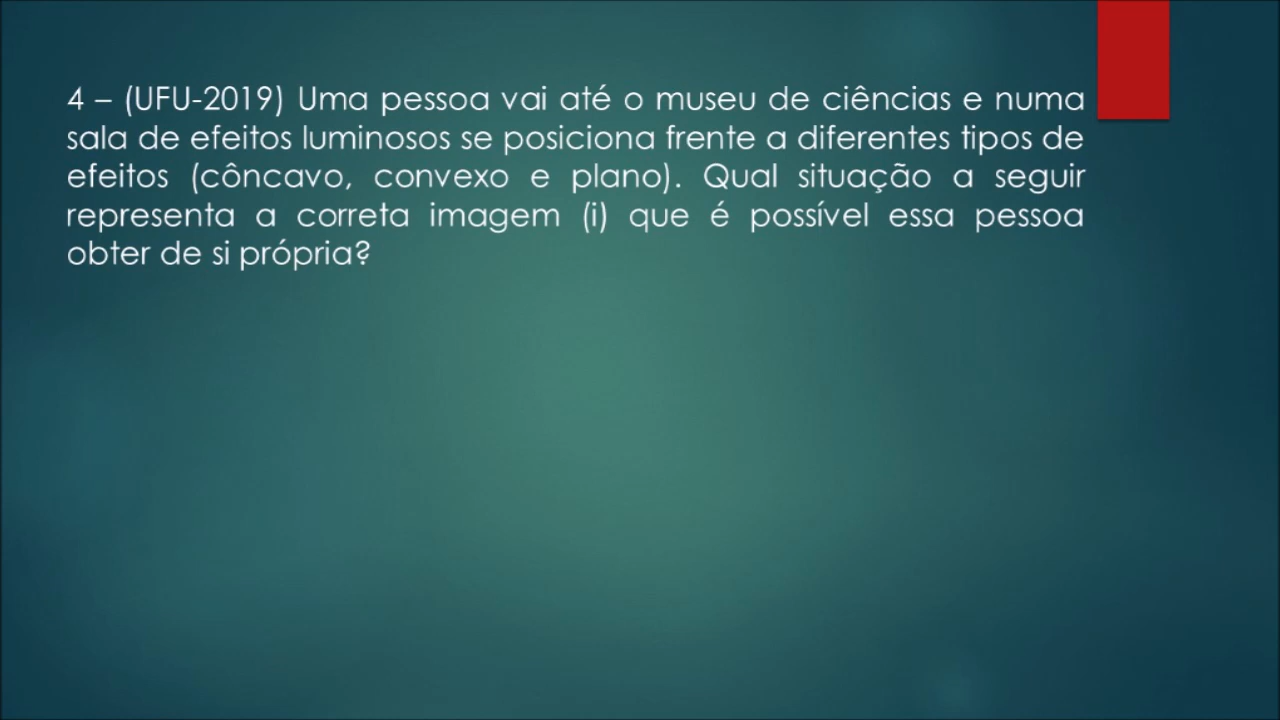 4 – (UFU-2019) Uma pessoa vai até o museu de ciências e numa
sala de efeitos luminosos se posiciona frente a diferentes tipos de
efeitos (côncavo, convexo e plano). Qual situação a seguir
representa a correta imagem (i) que é possível essa pessoa
obter de si própria?